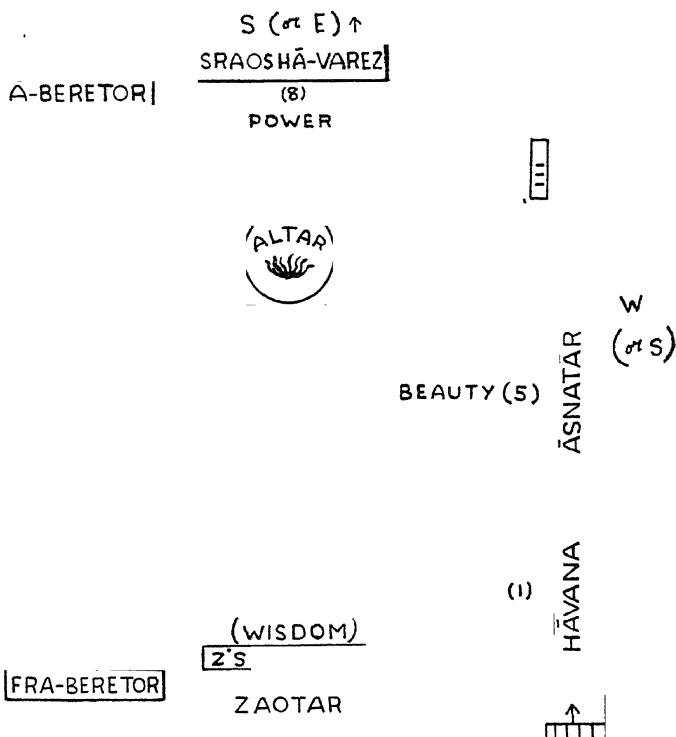 S (or E) ↑
SRAOSHĀ-VAREZ
Ā-BERETOR
(8)
POWER
ALTAR
W
(or S)
BEAUTY (5)
ĀSNATĀR
(1)
HĀVANA
(WISDOM)
Z'S
FRA-BERETOR
ZAOTAR